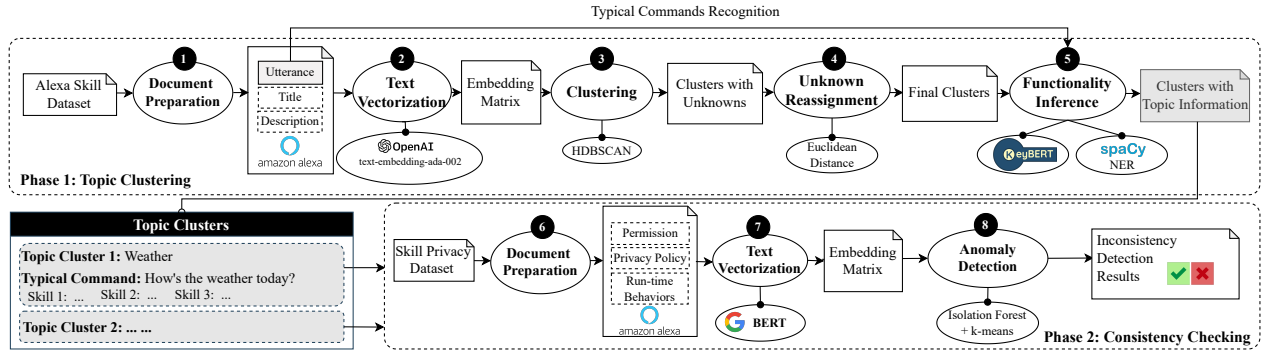 Typical Commands Recognition
1
2
3
4
5
Alexa Skill
Dataset
Document
Preparation
Utterance
Title
Description
amazon alexa
Text
Vectorization
OpenAI
text-embedding-ada-002
Embedding
Matrix
Clustering
HDBSCAN
Clusters with
Unknowns
Unknown
Reassignment
Euclidean
Distance
Final Clusters
Functionality
Inference
KeyBERT
spaCy
NER
Clusters with
Topic Information
Phase 1: Topic Clustering
Topic Clusters
Topic Cluster 1: Weather
Typical Command: How's the weather today?
Skill 1: ... Skill 2: ... Skill 3: ...
Topic Cluster 2: ... ...
6
7
8
Skill Privacy
Dataset
Document
Preparation
Permission
Privacy Policy
Run-time
Behaviors
amazon alexa
Text
Vectorization
G BERT
Embedding
Matrix
Anomaly
Detection
Isolation Forest
+ k-means
Inconsistency
Detection
Results
Phase 2: Consistency Checking